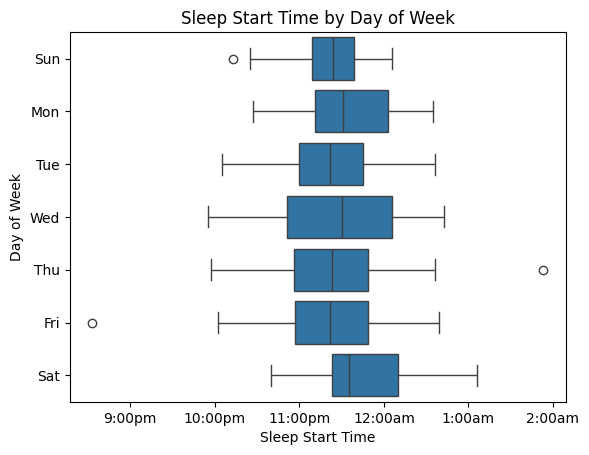 Sleep Start Time by Day of Week
Day of Week
Sun
Mon
Tue
Wed
Thu
Fri
Sat
9:00pm 10:00pm 11:00pm 12:00am 1:00am 2:00am
Sleep Start Time